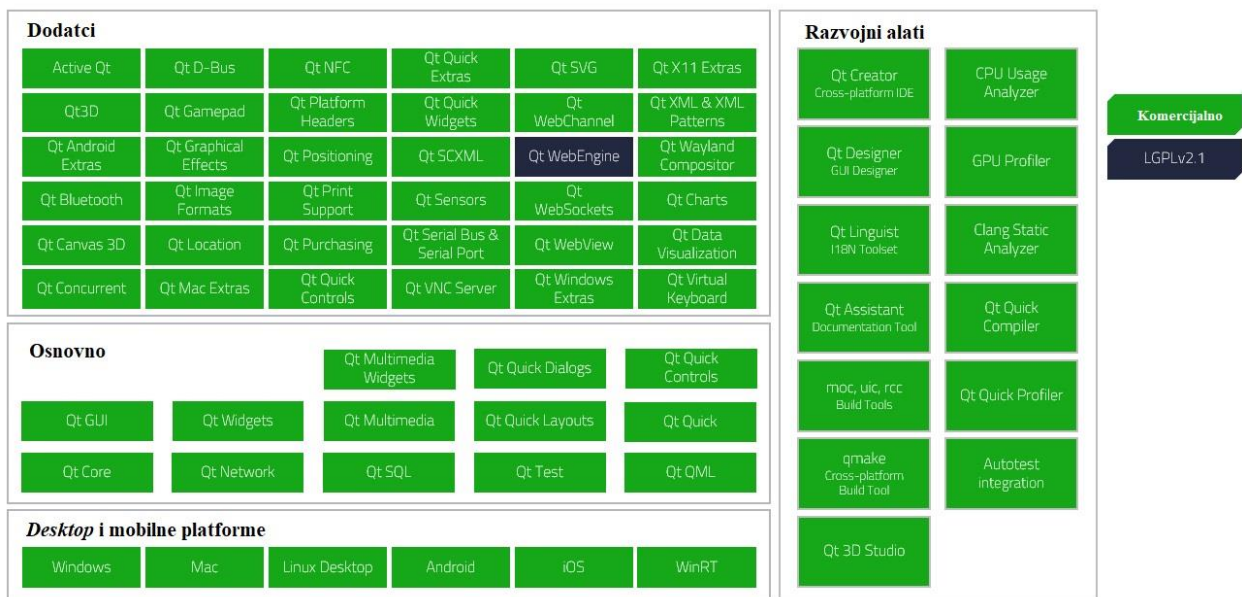 Dodatci
Active Qt
Qt D-Bus
Qt NFC
Qt Quick
Extras
Qt SVG
Qt X11 Extras
Qt3D
Qt Gamepad
Qt Platform
Headers
Qt Quick
Widgets
Qt
WebChannel
Qt XML & XML
Patterns
Qt Android
Extras
Qt Graphical
Effects
Qt Positioning
Qt SCXML
Qt WebEngine
Qt Wayland
Compositor
Qt Bluetooth
Qt Image
Formats
Qt Print
Support
Qt Sensors
Qt
WebSockets
Qt Charts
Qt Canvas 3D
Qt Location
Qt Purchasing
Qt Serial Bus &
Serial Port
Qt WebView
Qt Data
Visualization
Qt Concurrent
Qt Mac Extras
Qt Quick
Controls
Qt VNC Server
Qt Windows
Extras
Qt Virtual
Keyboard
Osnovno
Qt Multimedia
Widgets
Qt Quick Dialogs
Qt Quick
Controls
Qt GUI
Qt Widgets
Qt Multimedia
Qt Quick Layouts
Qt Quick
Qt Core
Qt Network
Qt SQL
Qt Test
Qt QML
Desktop i mobilne platforme
Windows
Mac
Linux Desktop
Android
iOS
WinRT
Razvojni alati
Qt Creator
Cross-platform IDE
CPU Usage
Analyzer
Qt Designer
GUI Designer
GPU Profiler
Qt Linguist
I18N Toolset
Clang Static
Analyzer
Qt Assistant
Documentation Tool
Qt Quick
Compiler
moc, uic, rcc
Build Tools
Qt Quick Profiler
qmake
Cross-platform
Build Tool
Autotest
integration
Qt 3D Studio
Komercijalno
LGPLv2.1